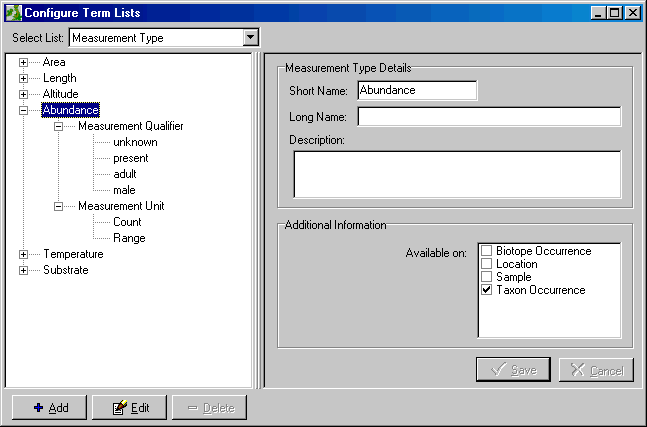 Configure Term Lists
Select List: Measurement Type
Area
Length
Altitude
Abundance
Measurement Qualifier
unknown
present
adult
male
Measurement Unit
Count
Range
Temperature
Substrate
Measurement Type Details
Short Name: Abundance
Long Name:
Description:
Additional Information
Available on:
Biotope Occurrence
Location
Sample
Taxon Occurrence
Save
Cancel
Add
Edit
Delete